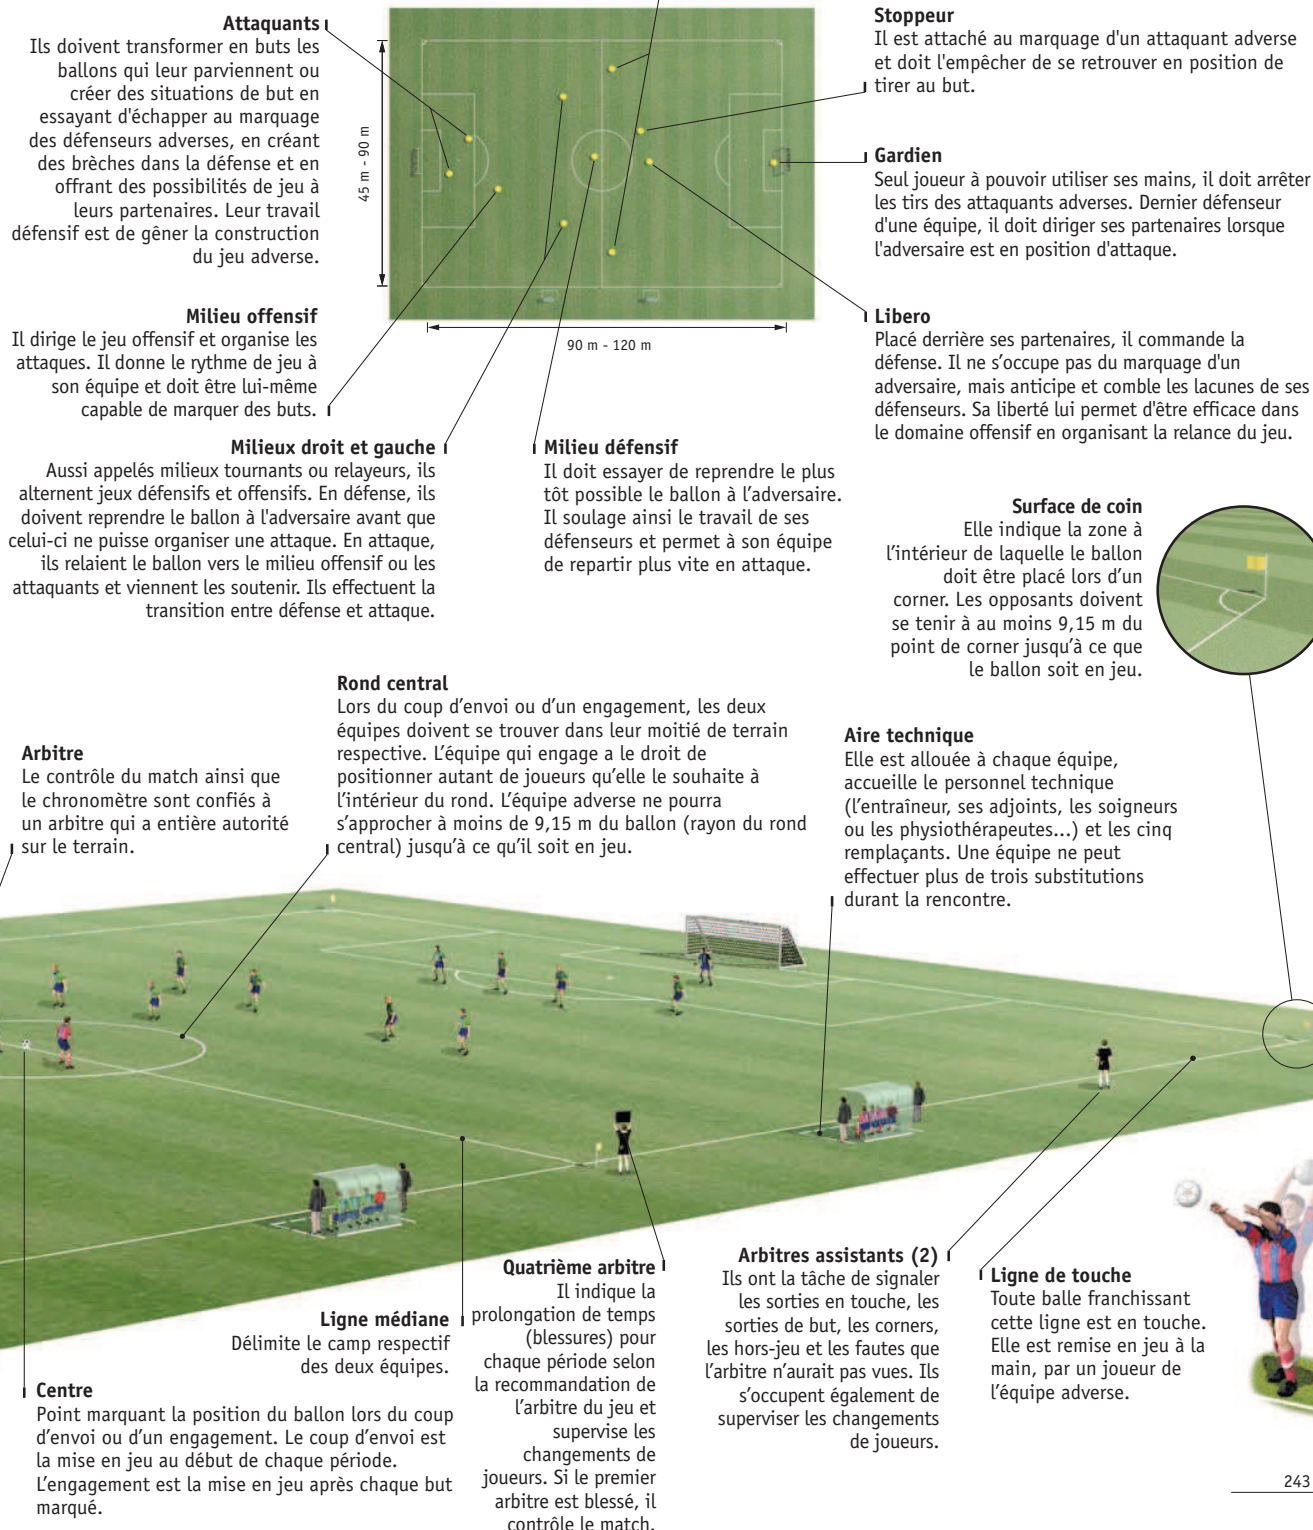 Attaquants
Ils doivent transformer en buts les
ballons qui leur parviennent ou
créer des situations de but en
essayant d'échapper au marquage
des défenseurs adverses, en créant
des brèches dans la défense et en
offrant des possibilités de jeu à
leurs partenaires. Leur travail
défensif est de gêner la construction
du jeu adverse.
45 m - 90 m
90 m - 120 m
Stoppeur
Il est attaché au marquage d'un attaquant adverse
et doit l'empêcher de se retrouver en position de
tirer au but.
Gardien
Seul joueur à pouvoir utiliser ses mains, il doit arrêter
les tirs des attaquants adverses. Dernier défenseur
d'une équipe, il doit diriger ses partenaires lorsque
l'adversaire est en position d'attaque.
Milieu offensif
Il dirige le jeu offensif et organise les
attaques. Il donne le rythme de jeu à
son équipe et doit être lui-même
capable de marquer des buts.
Libero
Placé derrière ses partenaires, il commande la
défense. Il ne s’occupe pas du marquage d'un
adversaire, mais anticipe et comble les lacunes de ses
défenseurs. Sa liberté lui permet d'être efficace dans
le domaine offensif en organisant la relance du jeu.
Milieux droit et gauche
Aussi appelés milieux tournants ou relayeurs, ils
alternent jeux défensifs et offensifs. En défense, ils
doivent reprendre le ballon à l'adversaire avant que
celui-ci ne puisse organiser une attaque. En attaque,
ils relaient le ballon vers le milieu offensif ou les
attaquants et viennent les soutenir. Ils effectuent la
transition entre défense et attaque.
Milieu défensif
Il doit essayer de reprendre le plus
tôt possible le ballon à l’adversaire.
Il soulage ainsi le travail de ses
défenseurs et permet à son équipe
de repartir plus vite en attaque.
Surface de coin
Elle indique la zone à
l’intérieur de laquelle le ballon
doit être placé lors d’un
corner. Les opposants doivent
se tenir à au moins 9,15 m du
point de corner jusqu’à ce que
le ballon soit en jeu.
Rond central
Lors du coup d’envoi ou d’un engagement, les deux
équipes doivent se trouver dans leur moitié de terrain
respective. L’équipe qui engage a le droit de
positionner autant de joueurs qu’elle le souhaite à
l’intérieur du rond. L’équipe adverse ne pourra
s’approcher à moins de 9,15 m du ballon (rayon du rond
central) jusqu’à ce qu’il soit en jeu.
Arbitre
Le contrôle du match ainsi que
le chronomètre sont confiés à
un arbitre qui a entière autorité
sur le terrain.
Aire technique
Elle est allouée à chaque équipe,
accueille le personnel technique
(l’entraîneur, ses adjoints, les soigneurs
ou les physiothérapeutes...) et les cinq
remplaçants. Une équipe ne peut
effectuer plus de trois substitutions
durant la rencontre.
Quatrième arbitre
Il indique la
prolongation de temps
(blessures) pour
chaque période selon
la recommandation de
l’arbitre du jeu et
supervise les
changements de
joueurs. Si le premier
arbitre est blessé, il
contrôle le match.
Arbitres assistants (2)
Ils ont la tâche de signaler
les sorties en touche, les
sorties de but, les corners,
les hors-jeu et les fautes que
l’arbitre n’aurait pas vues. Ils
s’occupent également de
superviser les changements
de joueurs.
Ligne de touche
Toute balle franchissant
cette ligne est en touche.
Elle est remise en jeu à la
main, par un joueur de
l’équipe adverse.
Ligne médiane
Délimite le camp respectif
des deux équipes.
Centre
Point marquant la position du ballon lors du coup
d’envoi ou d’un engagement. Le coup d’envoi est
la mise en jeu au début de chaque période.
L’engagement est la mise en jeu après chaque but
marqué.
243